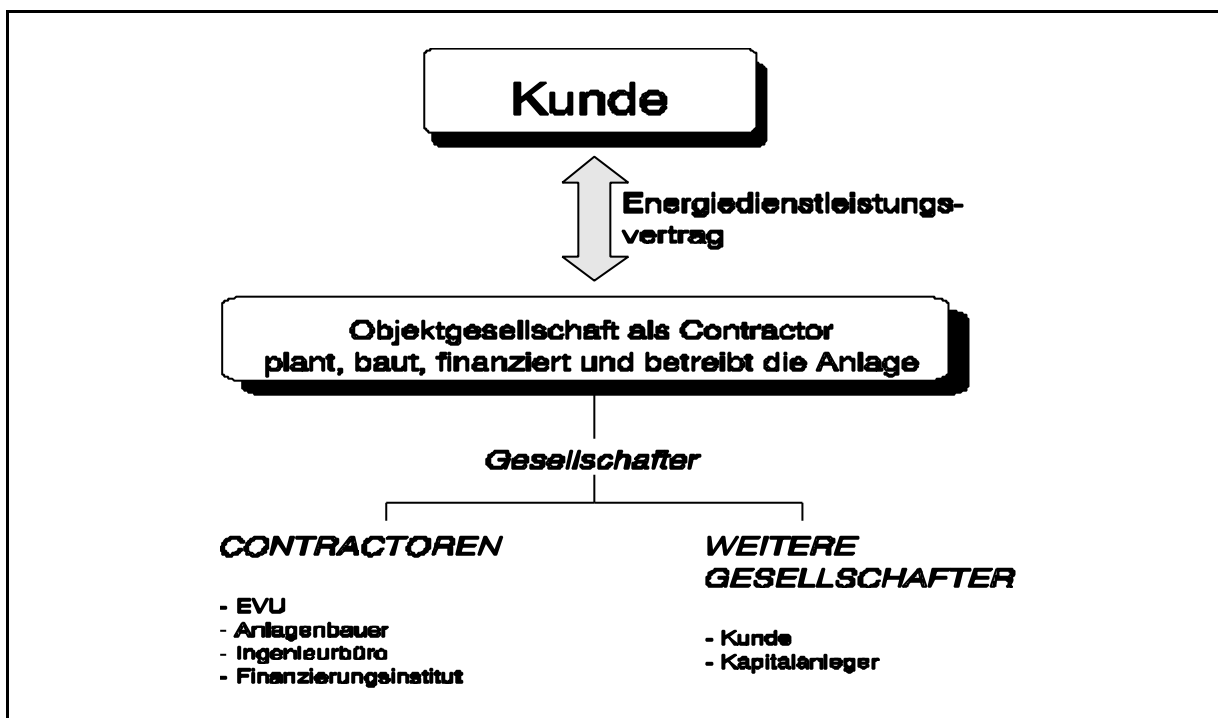 Kunde
Energiedienstleistungs-
vertrag
Objektgesellschaft als Contractor
plant, baut, finanziert und betreibt die Anlage
Gesellschafter
CONTRACTOREN
- EVU
- Anlagenbauer
- Ingenieurbüro
- Finanzierungsinstitut
WEITERE
GESELLSCHAFTER
- Kunde
- Kapitalanleger